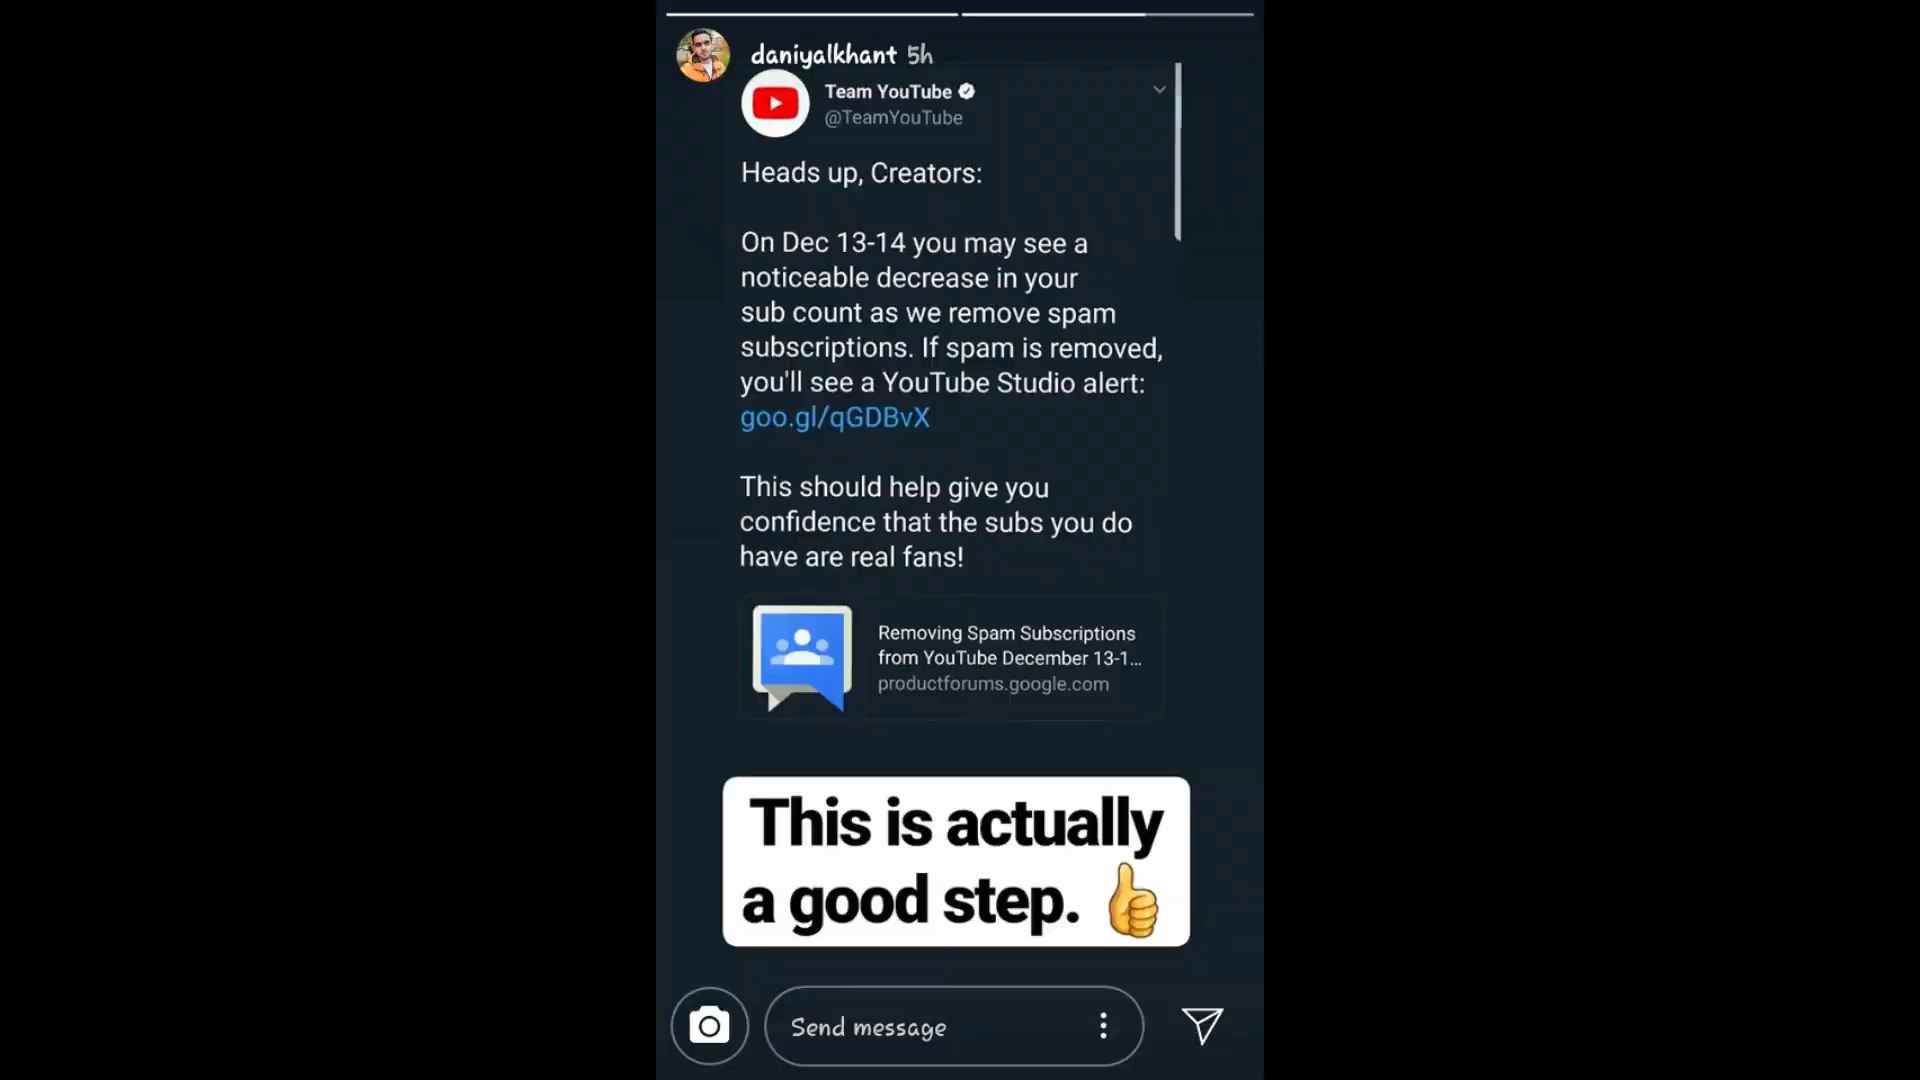 daniyalkhant 5h
Team YouTube
@TeamYouTube
Heads up, Creators:
On Dec 13-14 you may see a
noticeable decrease in your
sub count as we remove spam
subscriptions. If spam is removed,
you'll see a YouTube Studio alert:
goo.gl/qGDBvX
This should help give you
confidence that the subs you do
have are real fans!
Removing Spam Subscriptions
from YouTube December 13-1...
productforums.google.com
This is actually
a good step. 👍
Send message